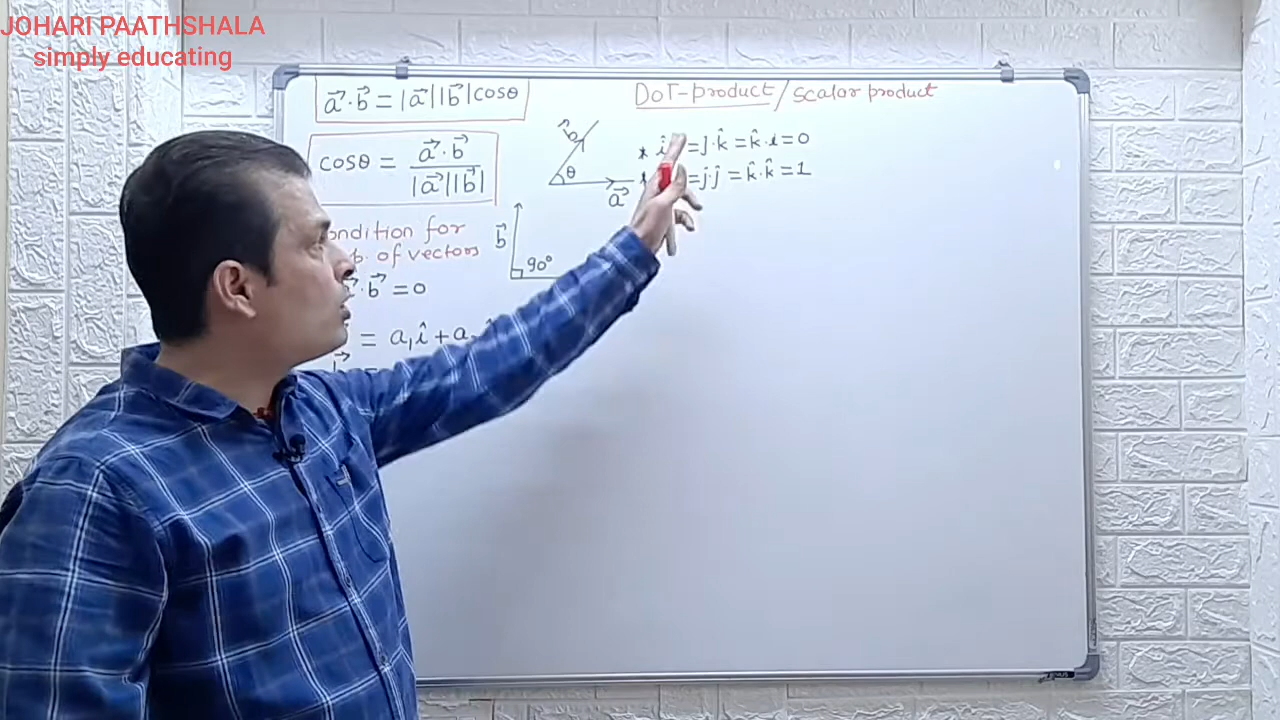 JOHARI PAATHSHALA
simply educating
DOT-product/scalar product
a⃗·b⃗ = |a⃗||b⃗|cosθ
cosθ = a⃗·b⃗ / |a⃗||b⃗|
b⃗
θ
a⃗
* î = j·k̂ = k̂·i = 0
* = j j = k̂·k̂ = 1
ondition for
of vectors
·b⃗ = 0
b⃗
90°
= a₁î + a